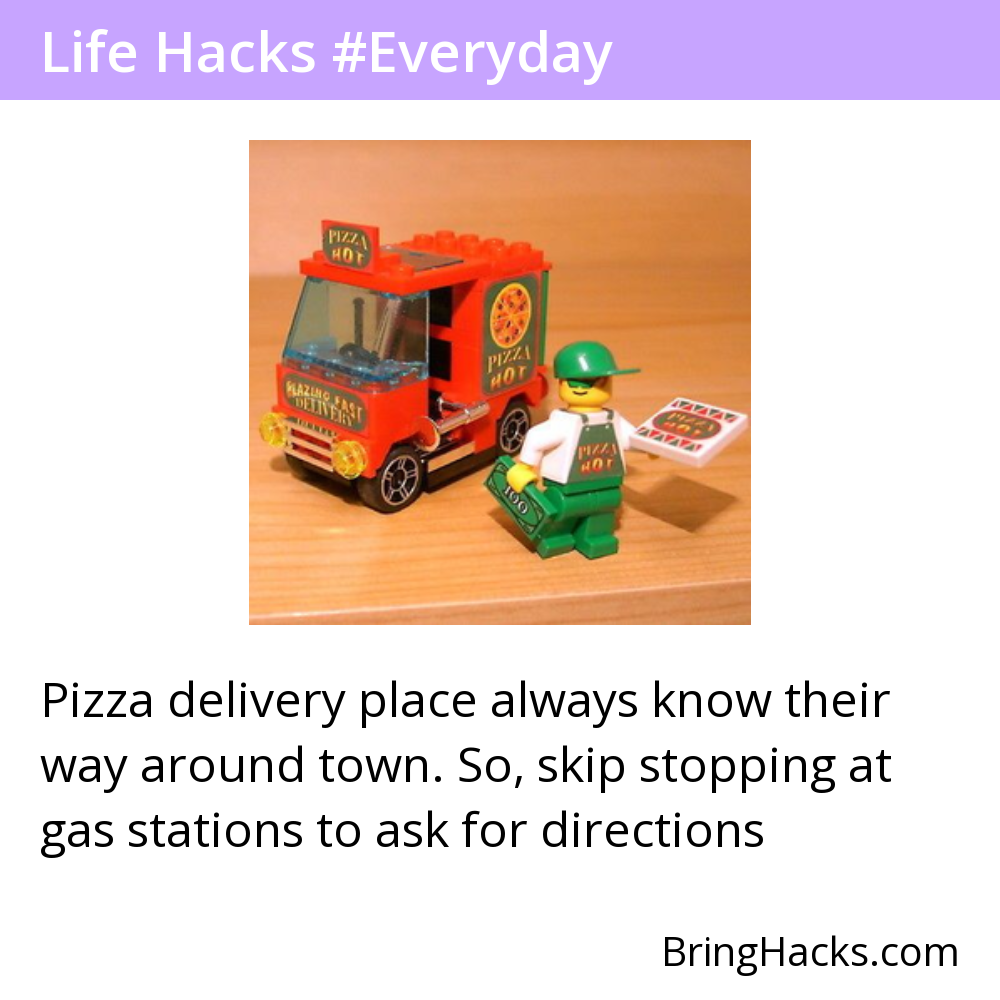 Life Hacks #Everyday
PIZZA
HOT
PIZZA
HOT
BLAZING FAST
DELIVERY
PIZZA
HOT
PIZZA
HOT
100
Pizza delivery place always know their
way around town. So, skip stopping at
gas stations to ask for directions
BringHacks.com